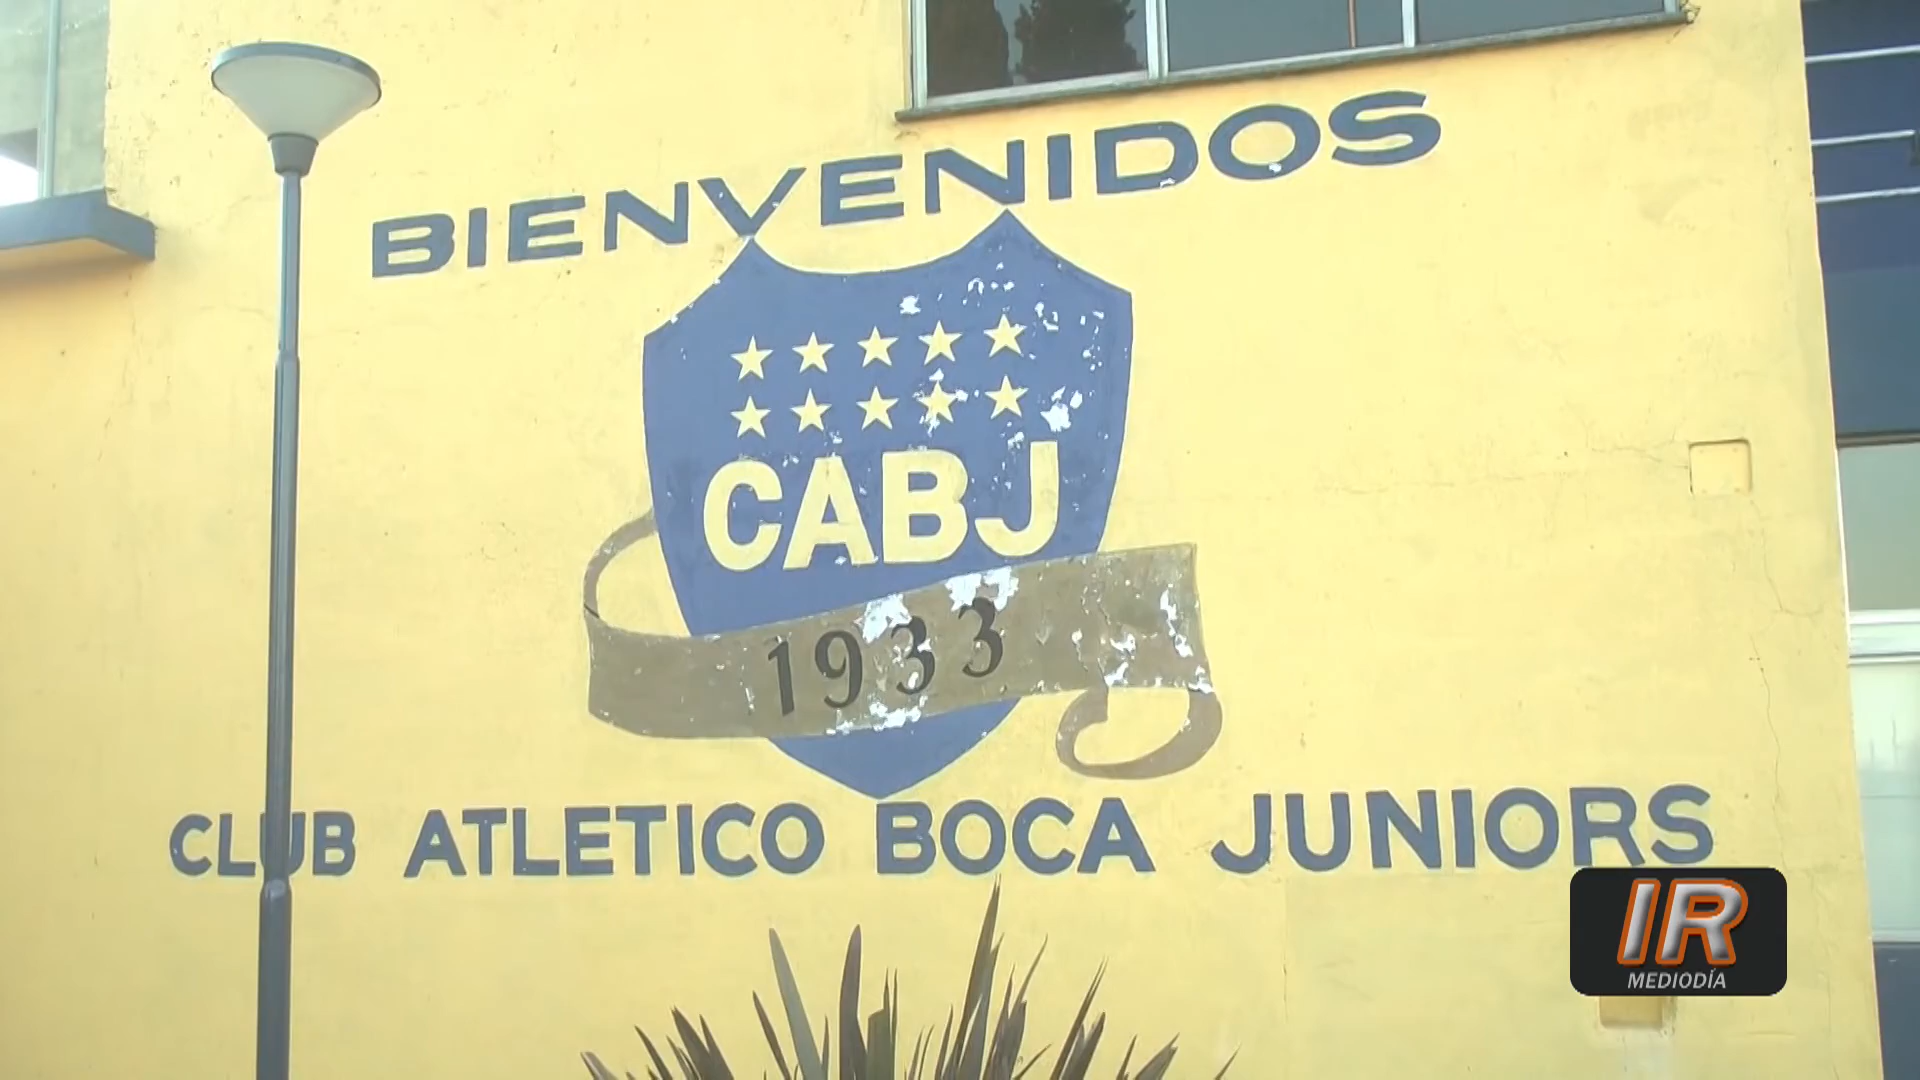 BIENVENIDOS
CABJ
1933
CLUB ATLETICO BOCA JUNIORS
IR
MEDIODÍA